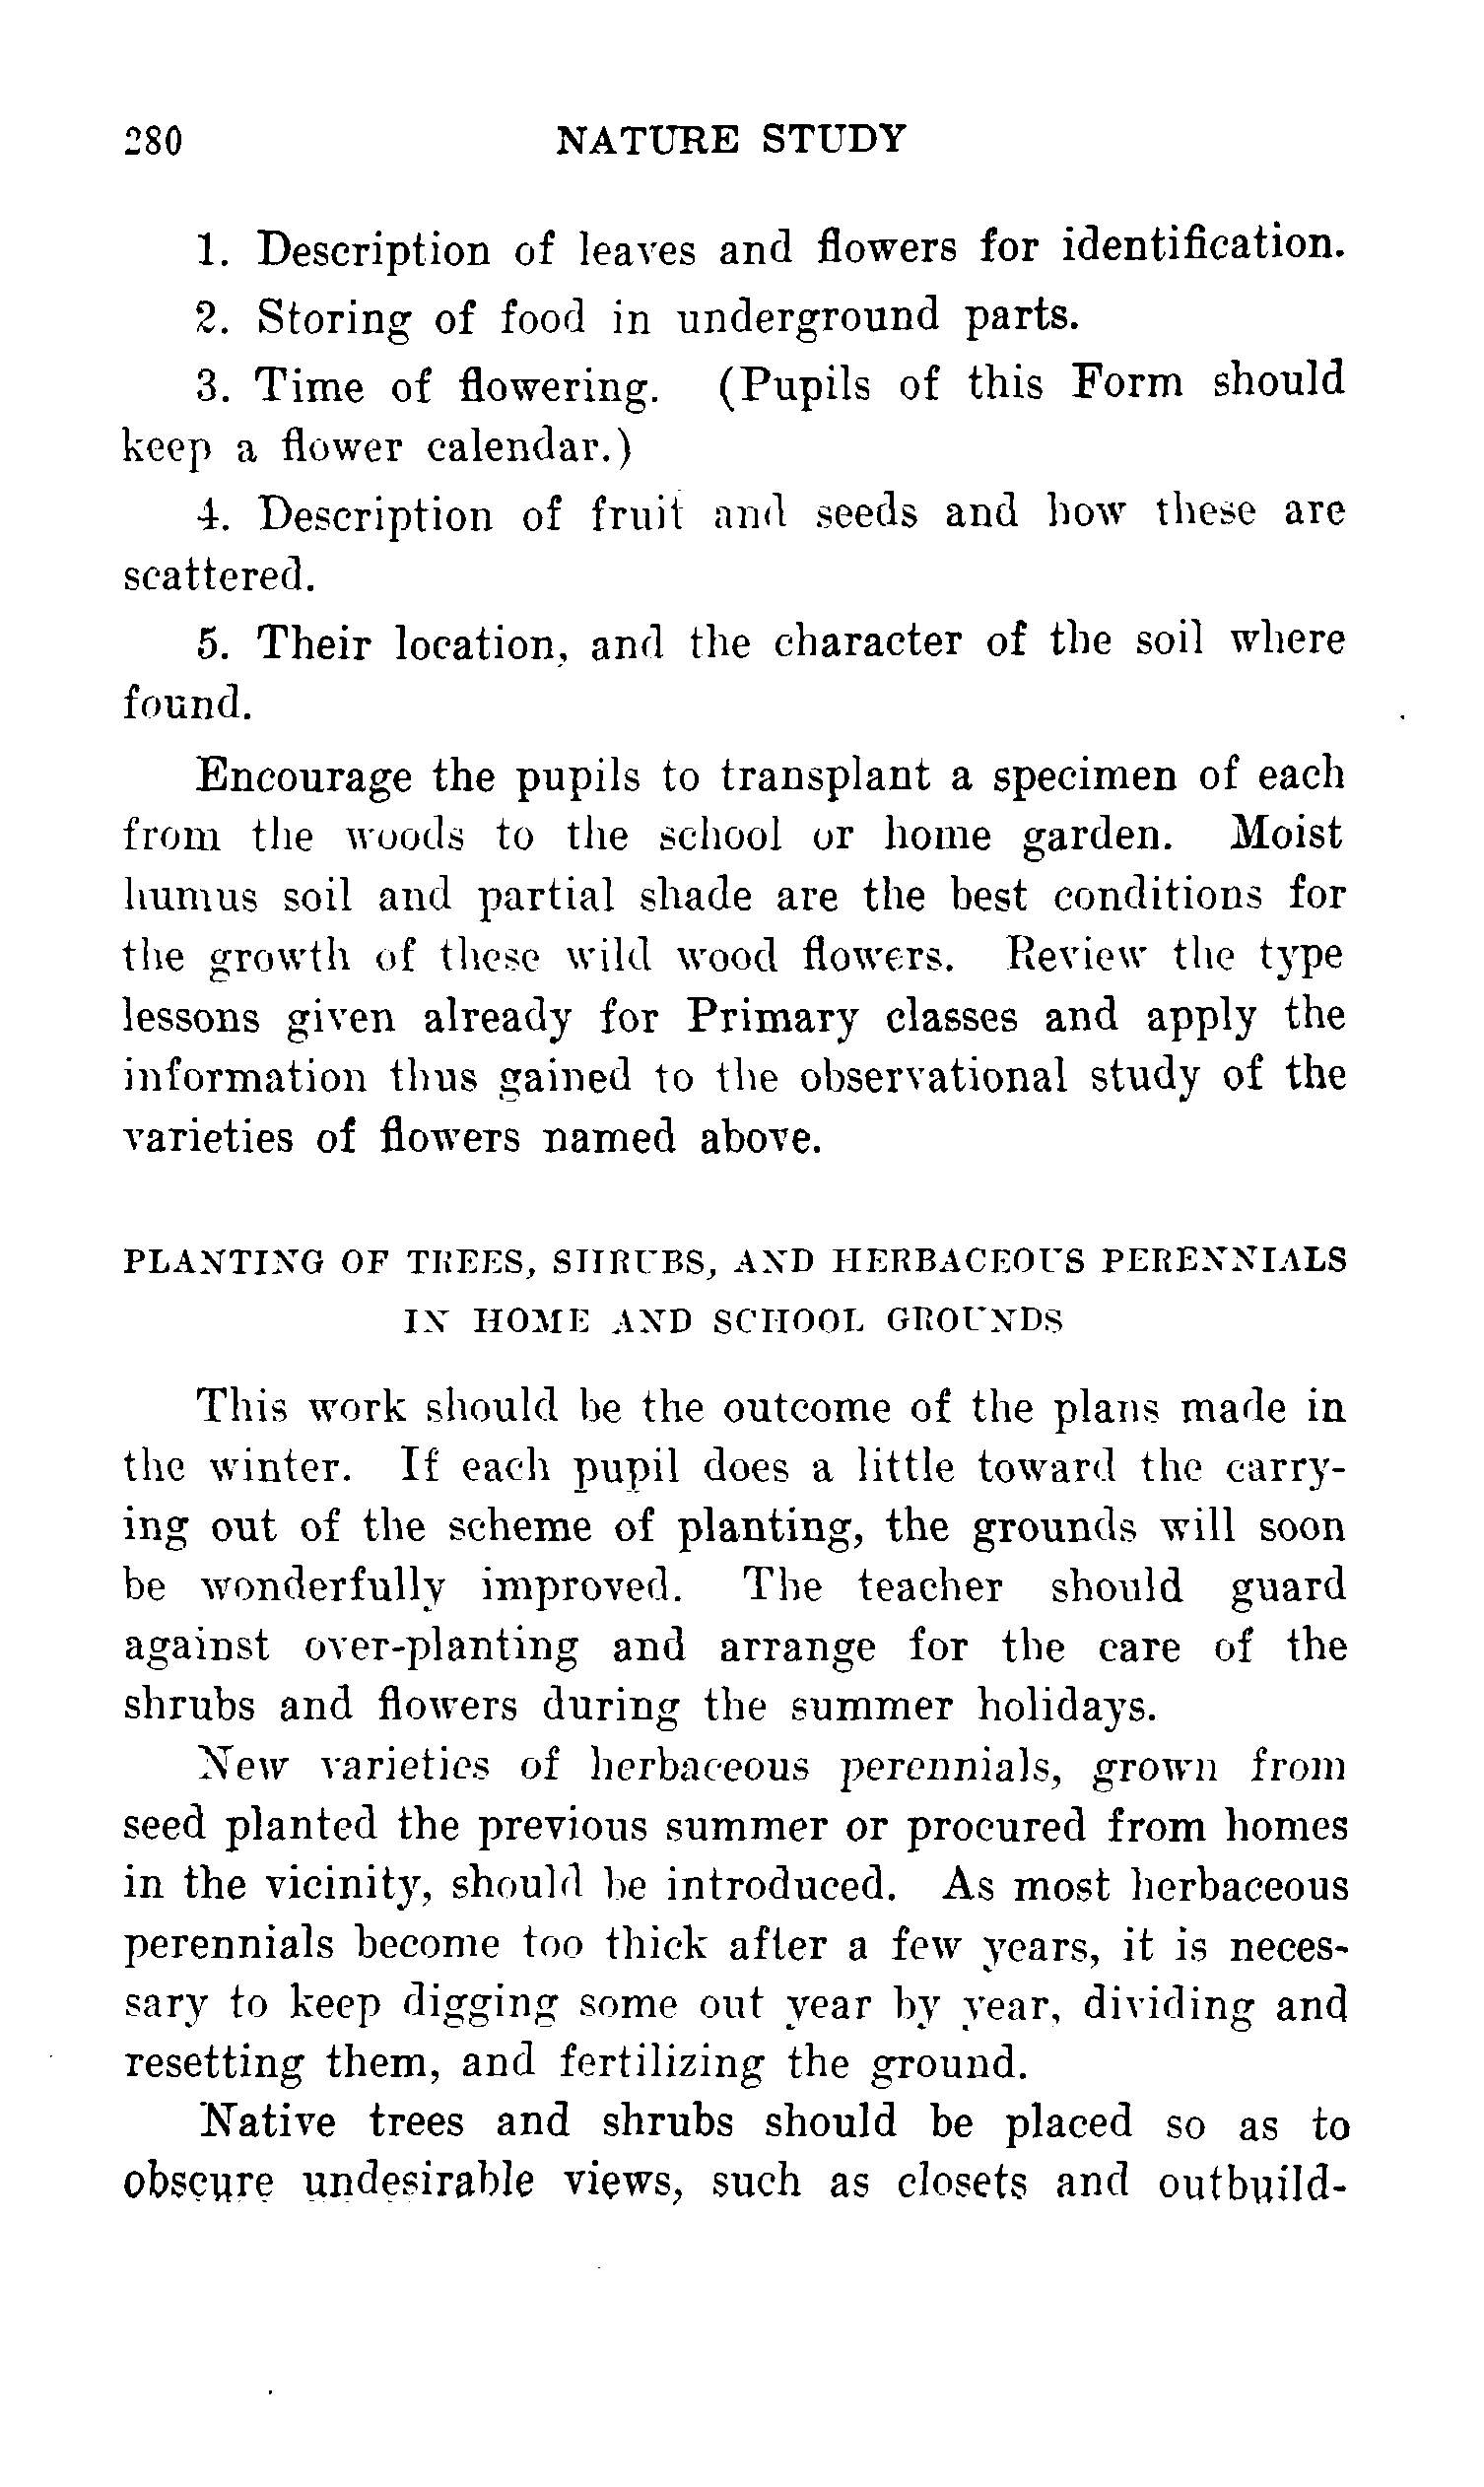 280 NATURE STUDY
1. Description of leaves and flowers for identification.
2. Storing of food in underground parts.
3. Time of flowering. (Pupils of this Form should
keep a flower calendar.)
4. Description of fruit and seeds and how these are
scattered.
5. Their location, and the character of the soil where
found.
Encourage the pupils to transplant a specimen of each
from the woods to the school or home garden. Moist
humus soil and partial shade are the best conditions for
the growth of these wild wood flowers. Review the type
lessons given already for Primary classes and apply the
information thus gained to the observational study of the
varieties of flowers named above.
PLANTING OF TREES, SHRUBS, AND HERBACEOUS PERENNIALS
IN HOME AND SCHOOL GROUNDS
This work should be the outcome of the plans made in
the winter. If each pupil does a little toward the carry-
ing out of the scheme of planting, the grounds will soon
be wonderfully improved. The teacher should guard
against over-planting and arrange for the care of the
shrubs and flowers during the summer holidays.
New varieties of herbaceous perennials, grown from
seed planted the previous summer or procured from homes
in the vicinity, should be introduced. As most herbaceous
perennials become too thick after a few years, it is neces-
sary to keep digging some out year by year, dividing and
resetting them, and fertilizing the ground.
Native trees and shrubs should be placed so as to
obscure undesirable views, such as closets and outbuild-